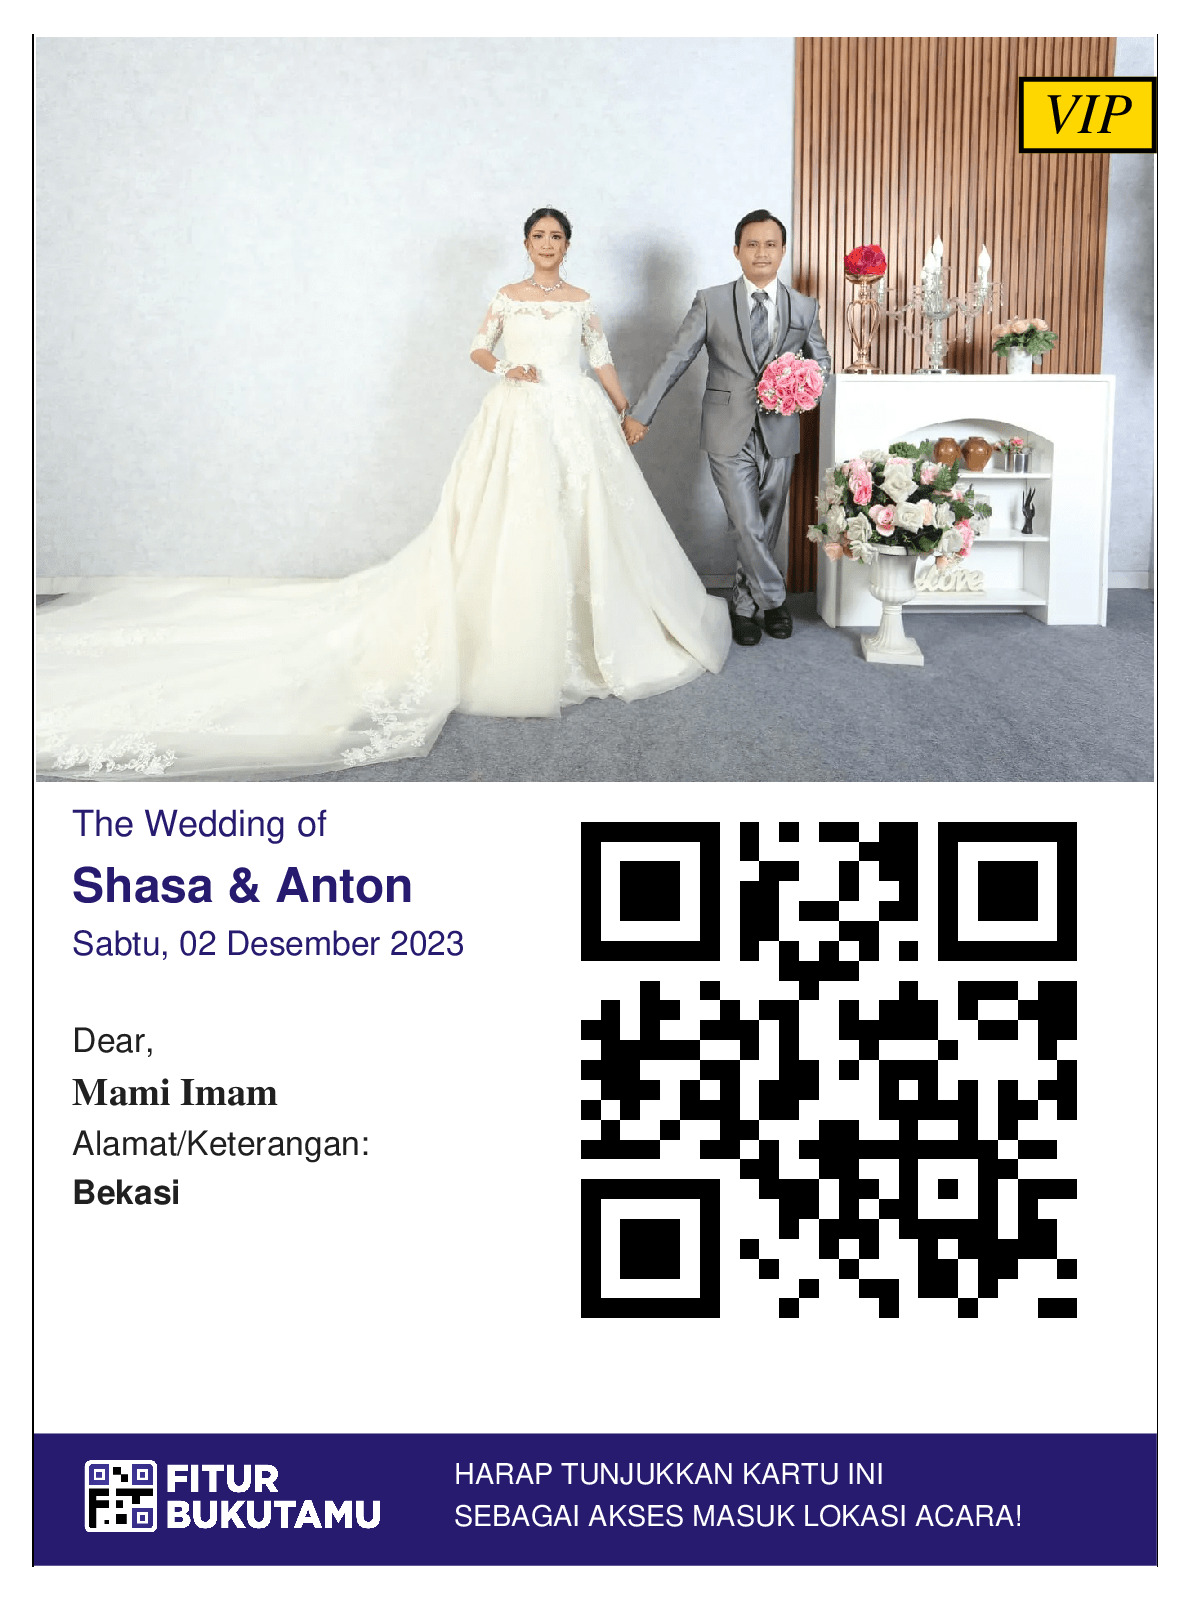 VIP
love
The Wedding of
Shasa & Anton
Sabtu, 02 Desember 2023
Dear,
Mami Imam
Alamat/Keterangan:
Bekasi
FITUR
BUKUTAMU
HARAP TUNJUKKAN KARTU INI
SEBAGAI AKSES MASUK LOKASI ACARA!